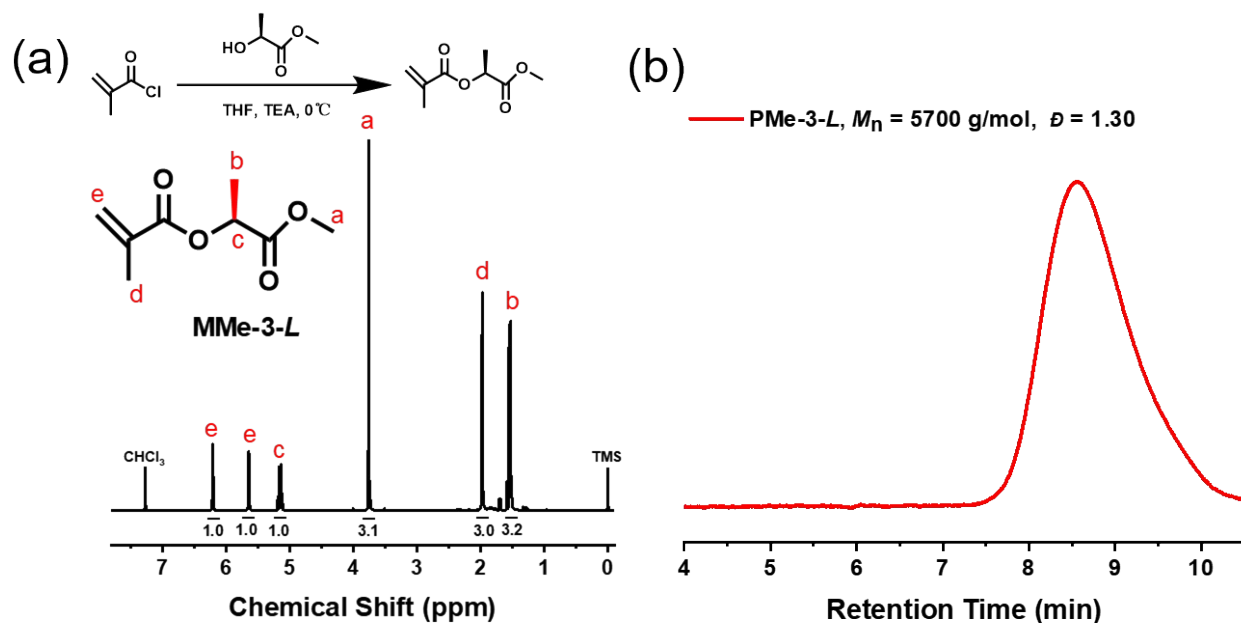 (a)
O
Cl
HO
O
O
THF, TEA, 0℃
O
O
O
O
a
b
e
O
O
O
O
a
c
d
MMe-3-L
d
b
e
e
c
CHCl₃
TMS
1.0
1.0
1.0
3.1
3.0
3.2
7
6
5
4
3
2
1
0
Chemical Shift (ppm)
(b)
PMe-3-L, Mn = 5700 g/mol, Đ = 1.30
4
5
6
7
8
9
10
Retention Time (min)